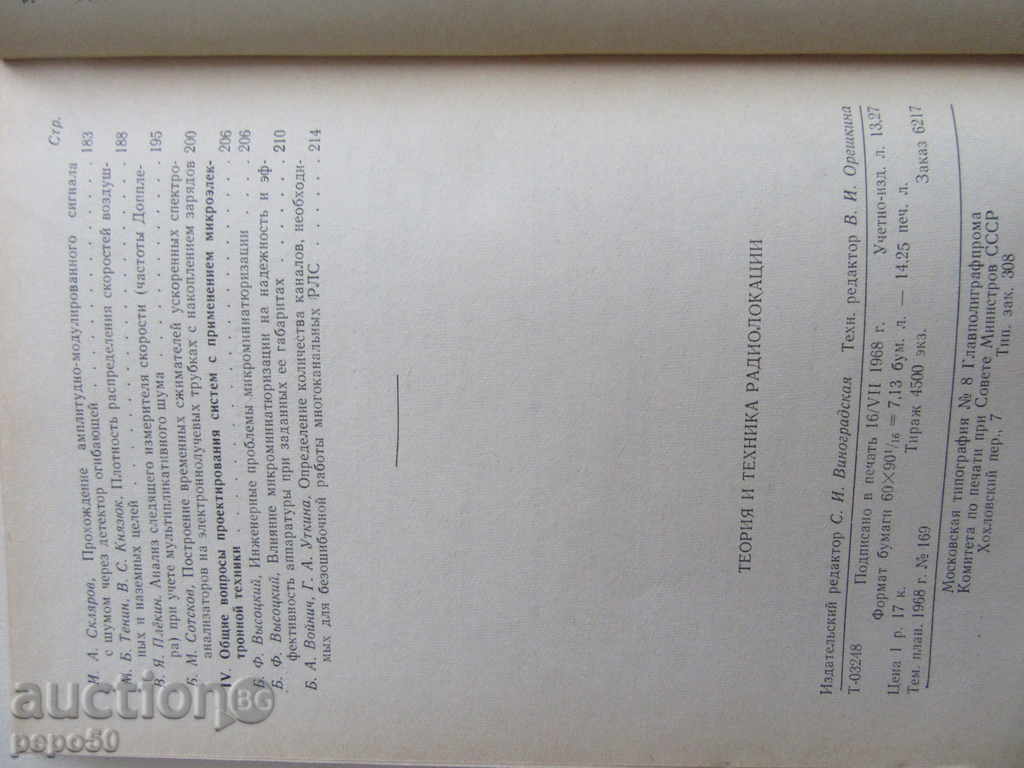 Стр.
И. А. Скляров, Прохождение амплитудно-модулированного сигнала
с шумом через детектор огибающей . . . . . . . . . . . . 183
М. Б. Тёнин, В. С. Князюк, Плотность распределения скоростей воздуш-
ных и наземных целей . . . . . . . . . . . . . . 188
В. Я. Плёкин. Анализ следящего измерителя скорости (частоты Доппле-
ра) при учете мультипликативного шума . . . . . . . . 195
Б. М. Сотсков, Построение временных сжимателей ускоренных спектро-
анализаторов на электроннолучевых трубках с накоплением зарядов 200
IV. Общие вопросы проектирования систем с применением микроэлек-
тронной техники . . . . . . . . . . . . . . . 206
Б. Ф. Высоцкий, Инженерные проблемы микроминиатюризации . . . . 206
Б. Ф. Высоцкий, Влияние микроминиатюризации на надежность и эф-
фективность аппаратуры при заданных ее габаритах . . . . . 210
Б. А. Войнич, Г. А. Уткина. Определение количества каналов, необходи-
мых для безошибочной работы многоканальных РЛС . . . . . 214
ТЕОРИЯ И ТЕХНИКА РАДИОЛОКАЦИИ
Издательский редактор С. И. Виноградская Техн. редактор В. И. Орешкина
Т-03248 Подписано в печать 16/VII 1968 г. Учетно-изд. л. 13,27
Формат бумаги 60×90¹/₁₆ = 7,13 бум. л. — 14,25 печ. л.
Цена 1 р. 17 к. Тираж 4500 экз. Заказ 6217
Тем. план. 1968 г. № 169
Московская типография № 8 Главполиграфпрома
Комитета по печати при Совете Министров СССР
Хохловский пер., 7 Тип. зак. 308
auction BG
pepo50